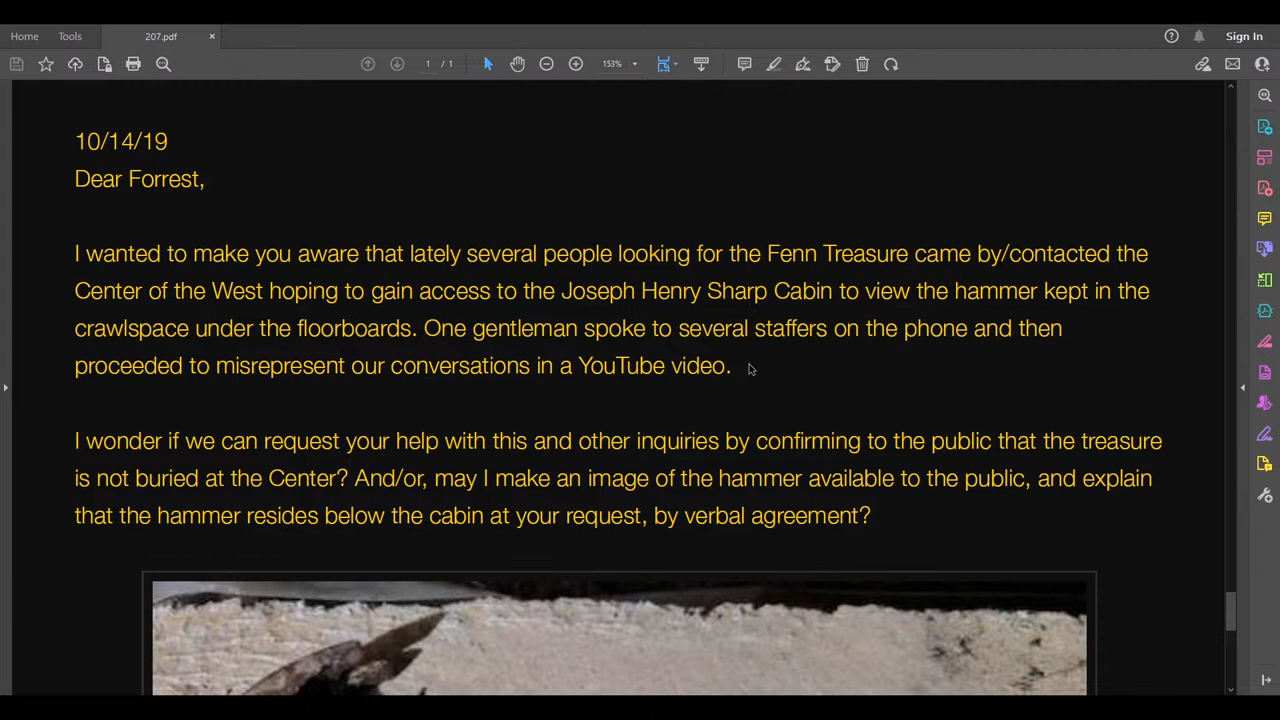 Home
Tools
207.pdf
×
Sign In
1 / 1
153%
10/14/19
Dear Forrest,
I wanted to make you aware that lately several people looking for the Fenn Treasure came by/contacted the
Center of the West hoping to gain access to the Joseph Henry Sharp Cabin to view the hammer kept in the
crawlspace under the floorboards. One gentleman spoke to several staffers on the phone and then
proceeded to misrepresent our conversations in a YouTube video.
I wonder if we can request your help with this and other inquiries by confirming to the public that the treasure
is not buried at the Center? And/or, may I make an image of the hammer available to the public, and explain
that the hammer resides below the cabin at your request, by verbal agreement?